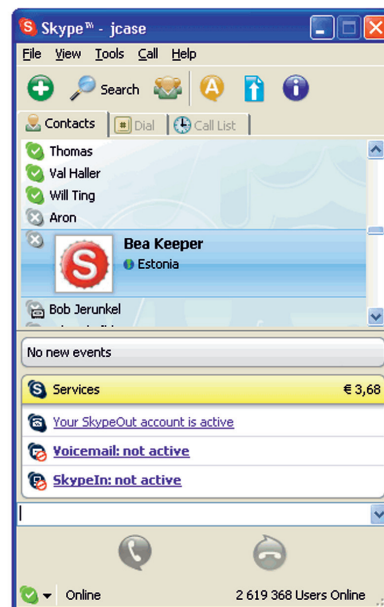 Skype™ - jcase
File View Tools Call Help
Search
Contacts Dial Call List
Thomas
Val Haller
Will Ting
Aron
Bea Keeper
Estonia
Bob Jerunkel
No new events
Services € 3,68
Your SkypeOut account is active
Voicemail: not active
SkypeIn: not active
Online 2 619 368 Users Online